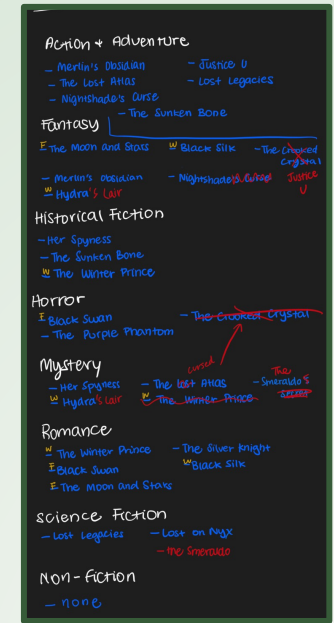 Action + Adventure
- Merlin's Obsidian - Justice U
- The Lost Atlas - Lost Legacies
- Nightshade's Curse
- The Sunken Bone
Fantasy
E The Moon and Stars W Black Silk - The Crooked Crystal
- Merlin's Obsidian - Nightshade's Justice U
W Hydra's Lair
Historical Fiction
- Her Spyness
- The Sunken Bone
W The Winter Prince
Horror
E Black Swan - The Crooked Crystal
- The Purple Phantom
cursed
Mystery
- Her Spyness - The lost Atlas - The Smeraldo's secret
W Hydra's Lair W The Winter Prince
Romance
W The Winter Prince - The Silver Knight
E Black Swan W Black Silk
E The Moon and Stars
Science Fiction
- Lost Legacies - Lost on Nyx
- The Smeraldo
Non-fiction
- none